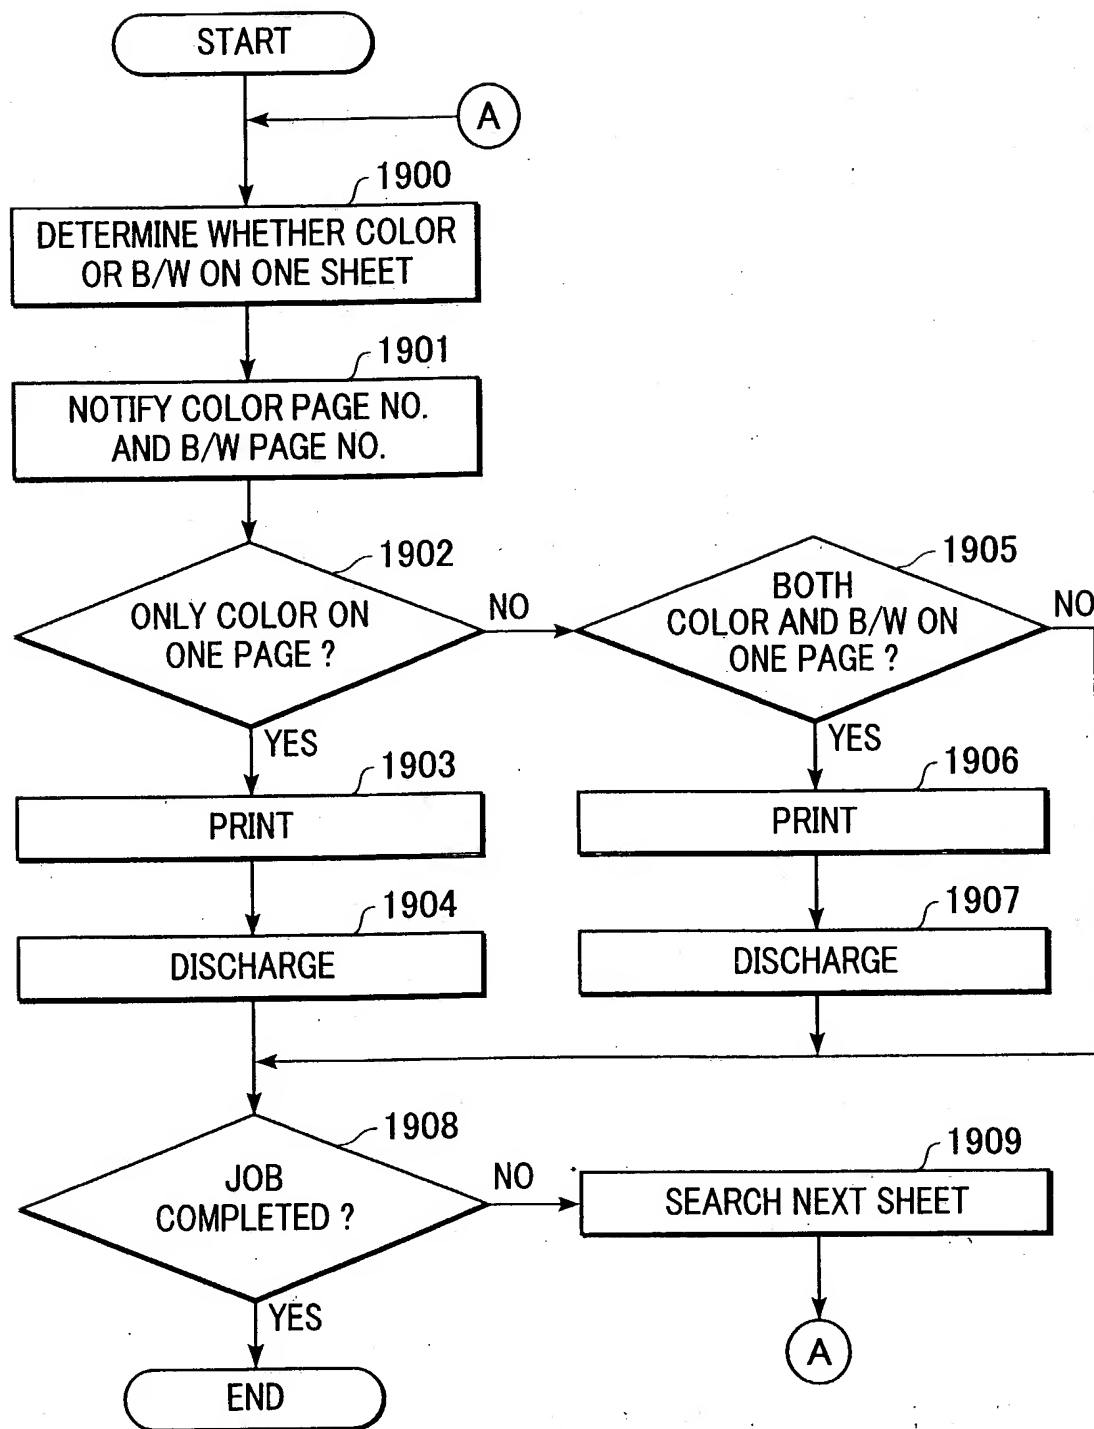 START
A
1900
DETERMINE WHETHER COLOR
OR B/W ON ONE SHEET
1901
NOTIFY COLOR PAGE NO.
AND B/W PAGE NO.
1902
ONLY COLOR ON
ONE PAGE ?
NO
1905
BOTH
COLOR AND B/W ON
ONE PAGE ?
NO
YES
YES
1903
PRINT
1906
PRINT
1904
DISCHARGE
1907
DISCHARGE
1908
JOB
COMPLETED ?
NO
1909
SEARCH NEXT SHEET
YES
A
END